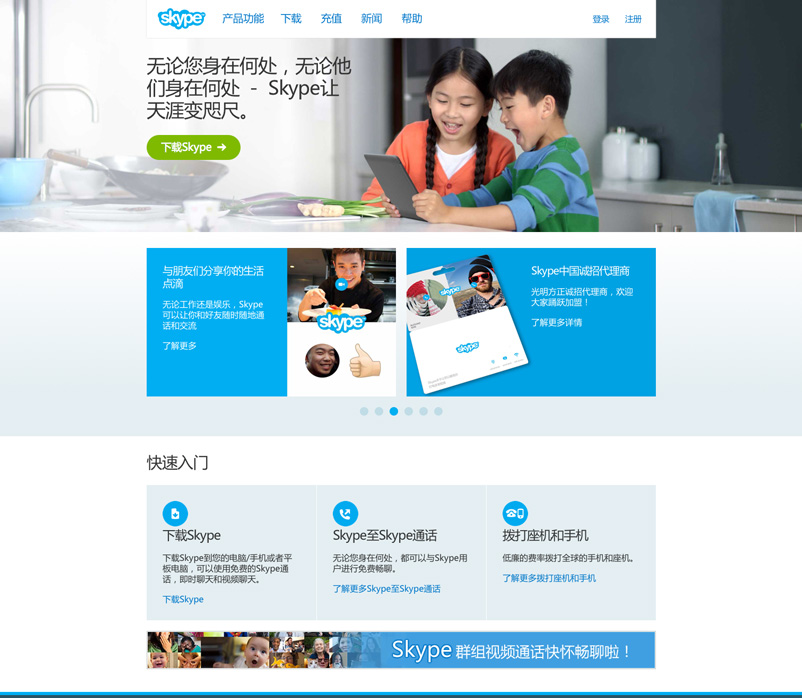 skype 产品功能 下载 充值 新闻 帮助 登录 注册
无论您身在何处，无论他
们身在何处 - Skype让
天涯变咫尺。
下载Skype
与朋友们分享你的生活
点滴
无论工作还是娱乐，Skype
可以让你和好友随时随地通
话和交流
了解更多
skype
Skype中国诚招代理商
光明方正诚招代理商，欢迎
大家踊跃加盟！
了解更多详情
skype
skype
快速入门
下载Skype
下载Skype到您的电脑/手机或者平
板电脑，可以使用免费的Skype通
话，即时聊天和视频聊天。
下载Skype
Skype至Skype通话
无论您身在何处，都可以与Skype用
户进行免费畅聊。
了解更多Skype至Skype通话
拨打座机和手机
低廉的费率拨打全球的手机和座机。
了解更多拨打座机和手机
Skype 群组视频通话快怀畅聊啦！